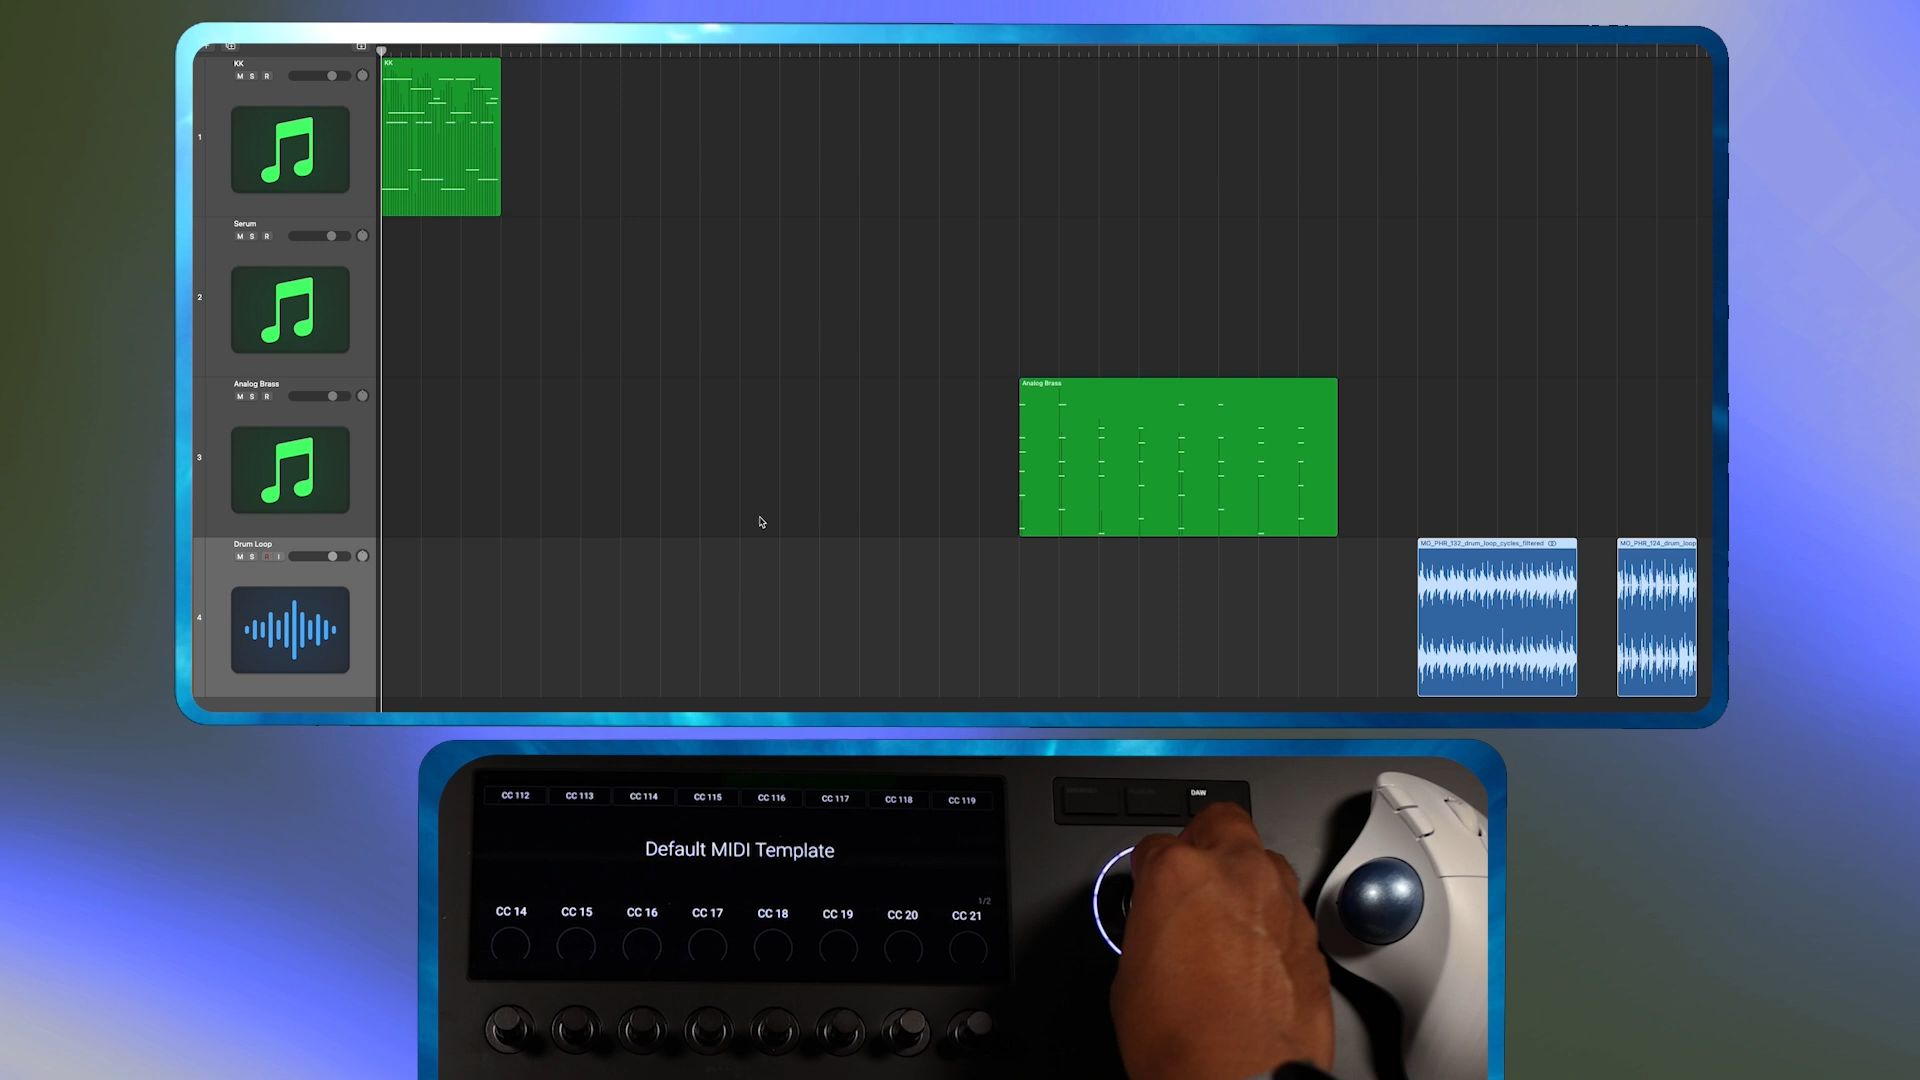 KK
M S R
KK
1
Serum
M S R
2
Analog Brass
M S R
Analog Brass
3
Drum Loop
M S R I
MO_PHR_132_drum_loop_cycles_filtered
MO_PHR_124_drum_loop
4
CC 112 CC 113 CC 114 CC 115 CC 116 CC 117 CC 118 CC 119
DAW
Default MIDI Template
1/2
CC 14 CC 15 CC 16 CC 17 CC 18 CC 19 CC 20 CC 21